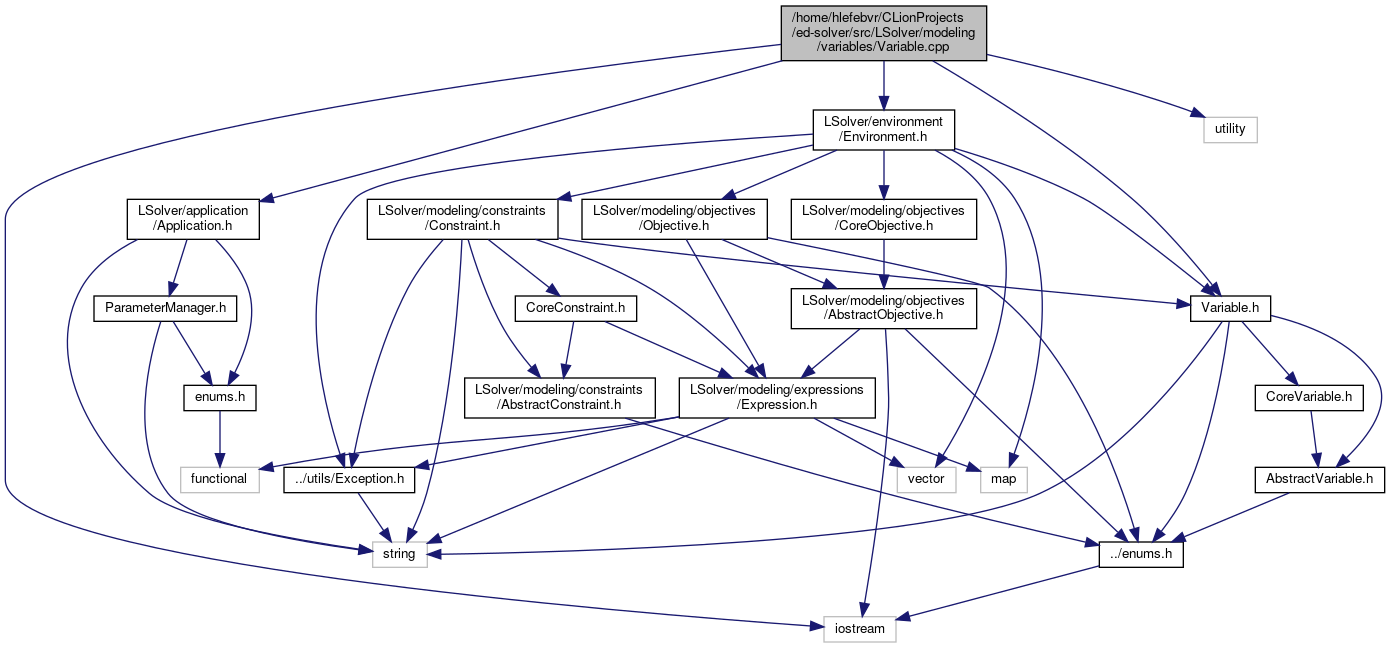 /home/hlefebvr/CLionProjects
/ed-solver/src/LSolver/modeling
/variables/Variable.cpp
LSolver/environment
/Environment.h
utility
LSolver/application
/Application.h
LSolver/modeling/constraints
/Constraint.h
LSolver/modeling/objectives
/Objective.h
LSolver/modeling/objectives
/CoreObjective.h
ParameterManager.h
CoreConstraint.h
LSolver/modeling/objectives
/AbstractObjective.h
Variable.h
enums.h
LSolver/modeling/constraints
/AbstractConstraint.h
LSolver/modeling/expressions
/Expression.h
CoreVariable.h
functional
../utils/Exception.h
vector
map
AbstractVariable.h
string
../enums.h
iostream